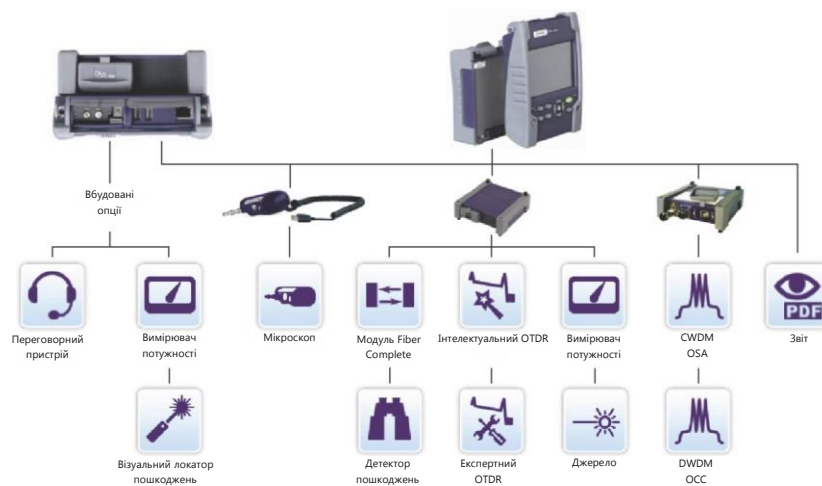 Вбудовані
опції
Переговорний
пристрій
Вимірювач
потужності
Мікроскоп
Модуль Fiber
Complete
Інтелектуальний OTDR
Вимірювач
потужності
CWDM
OSA
PDF
Звіт
Візуальний локатор
пошкоджень
Детектор
пошкоджень
Експертний
OTDR
Джерело
DWDM
OCC